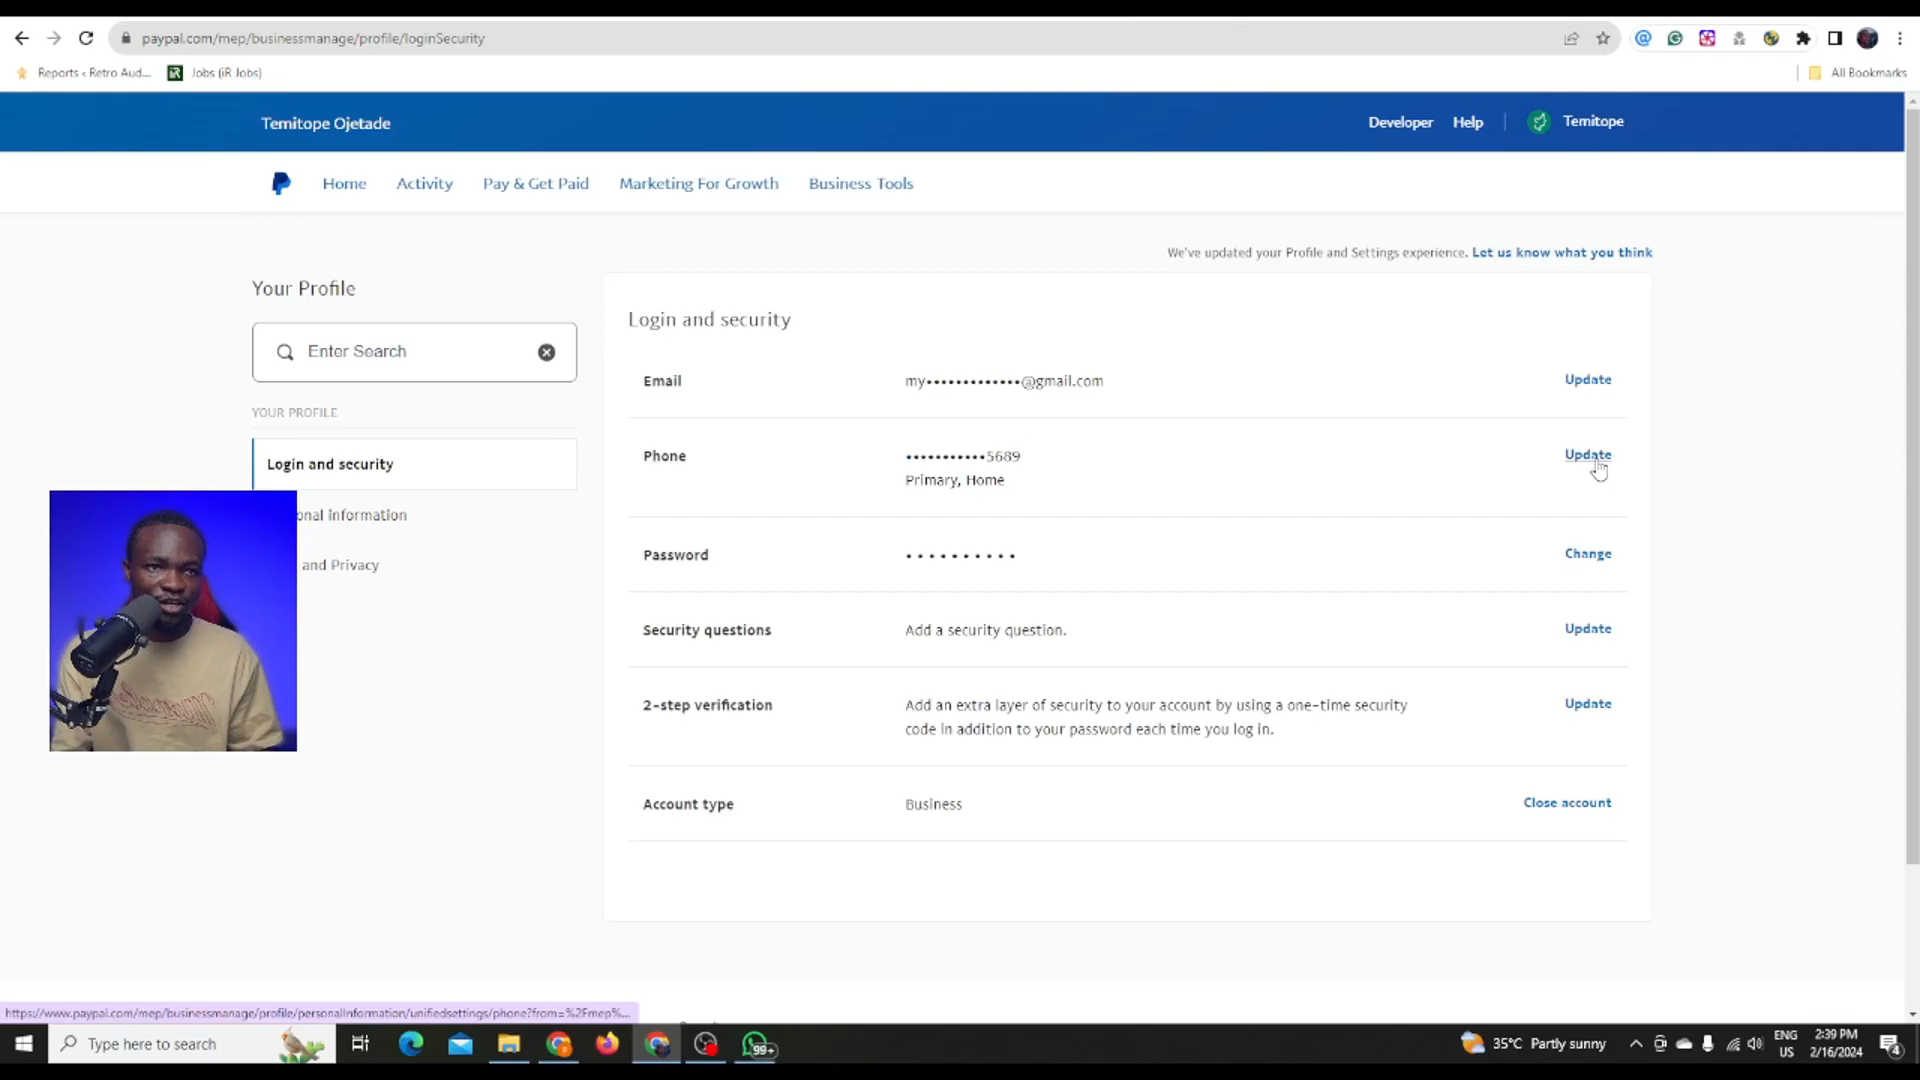 paypal.com/mep/businessmanage/profile/loginSecurity
Reports ‹ Retro Aud...
iR
Jobs (iR Jobs)
All Bookmarks
Temitope Ojetade
Developer
Help
Temitope
Home
Activity
Pay & Get Paid
Marketing For Growth
Business Tools
We've updated your Profile and Settings experience. Let us know what you think
Your Profile
Enter Search
YOUR PROFILE
Login and security
onal information
and Privacy
Login and security
Email
my•••••••••••••@gmail.com
Update
Phone
•••••••••••5689
Update
Primary, Home
Password
••••••••••
Change
Security questions
Add a security question.
Update
2-step verification
Add an extra layer of security to your account by using a one-time security
code in addition to your password each time you log in.
Update
Account type
Business
Close account
https://www.paypal.com/mep/businessmanage/profile/personalInformation/unifiedsettings/phone?from=%2Fmep%...
Type here to search
99+
35°C Partly sunny
ENG
US
2:39 PM
2/16/2024
4